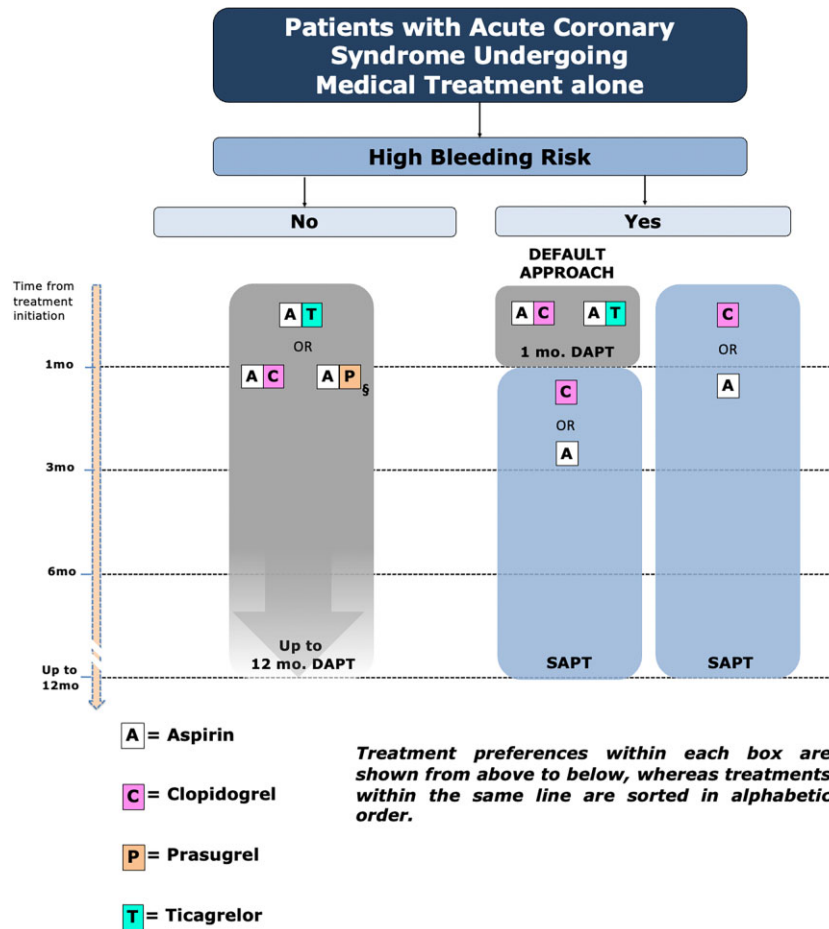 Patients with Acute Coronary
Syndrome Undergoing
Medical Treatment alone
High Bleeding Risk
No
Yes
DEFAULT
APPROACH
Time from
treatment
initiation
A T
OR
A C
A P
§
A C
A T
1 mo. DAPT
C
OR
A
C
OR
A
1mo
3mo
6mo
Up to
12mo
Up to
12 mo. DAPT
SAPT
SAPT
A = Aspirin
C = Clopidogrel
P = Prasugrel
T = Ticagrelor
Treatment preferences within each box are
shown from above to below, whereas treatments
within the same line are sorted in alphabetic
order.